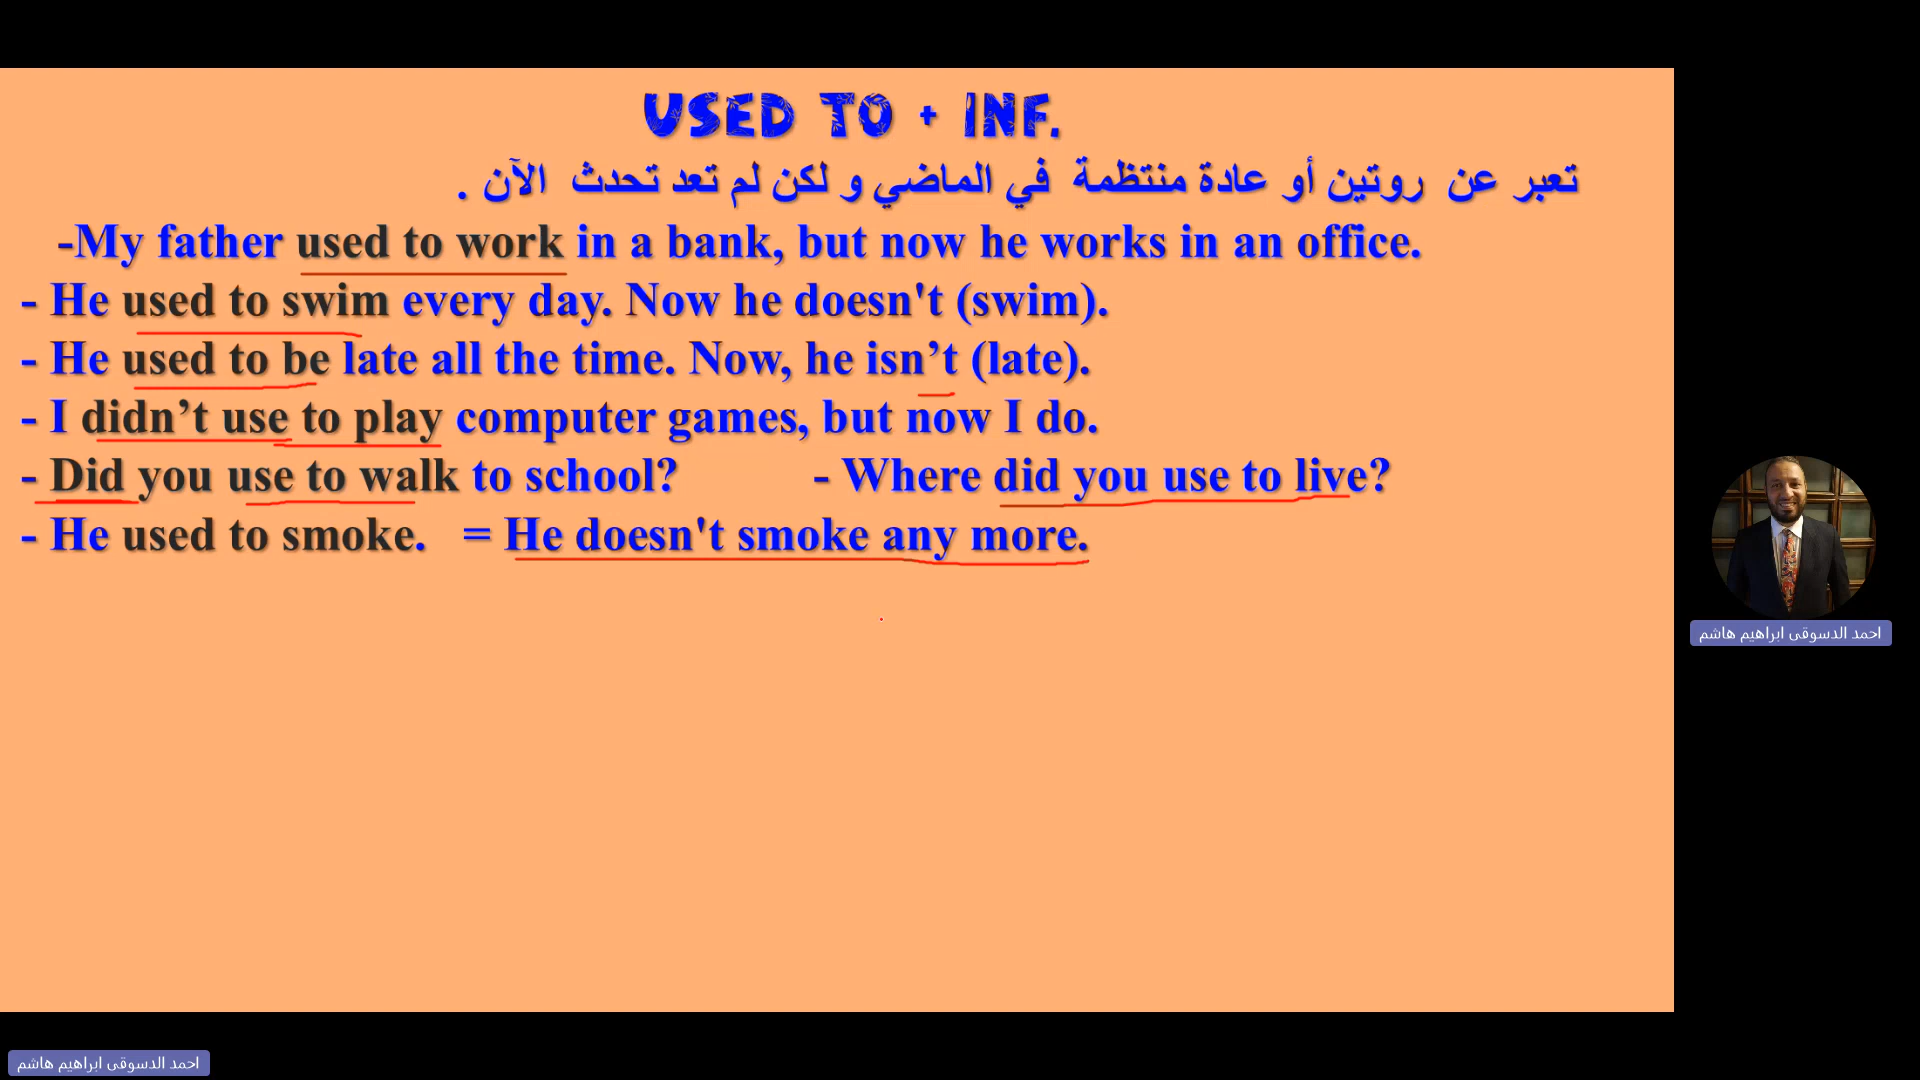 USED TO + INF.
تعبر عن روتين أو عادة منتظمة في الماضي و لكن لم تعد تحدث الآن .
-My father used to work in a bank, but now he works in an office.
- He used to swim every day. Now he doesn't (swim).
- He used to be late all the time. Now, he isn’t (late).
- I didn’t use to play computer games, but now I do.
- Did you use to walk to school? - Where did you use to live?
- He used to smoke. = He doesn't smoke any more.
احمد الدسوقى ابراهيم هاشم
احمد الدسوقى ابراهيم هاشم